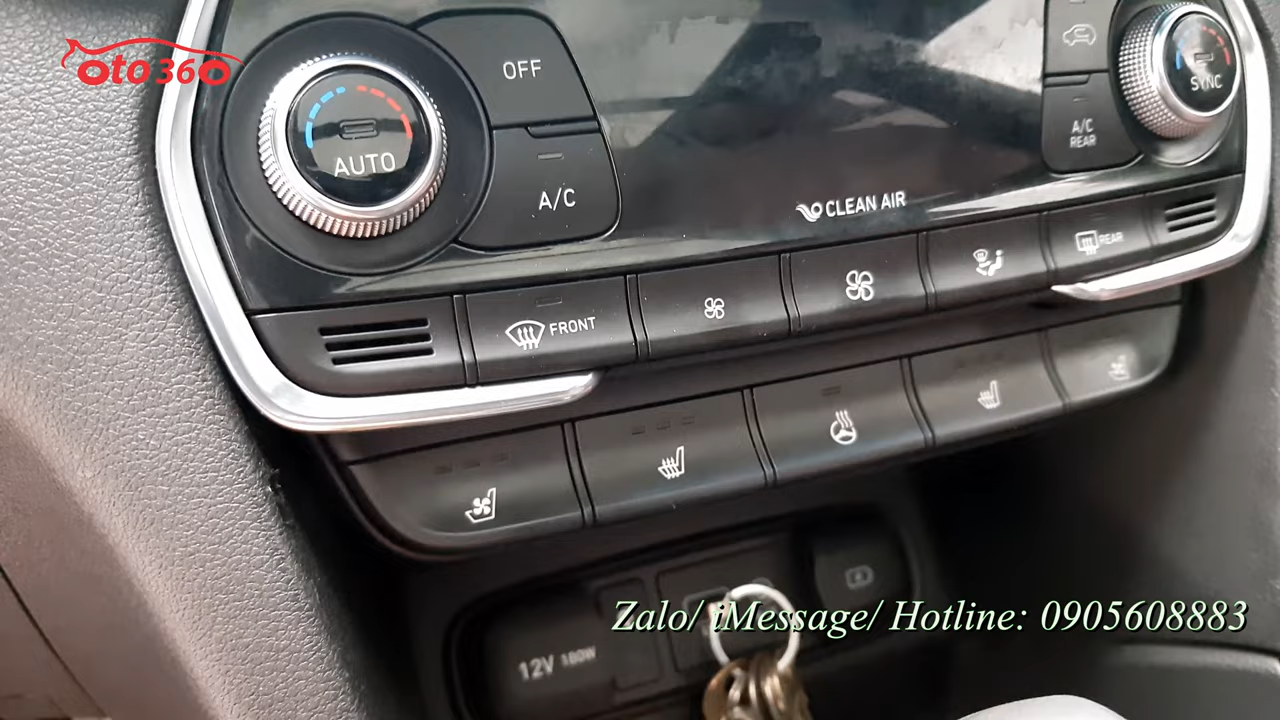 oto360
OFF
AUTO
A/C
SYNC
A/C
REAR
CLEAN AIR
FRONT
REAR
Zalo/ iMessage/ Hotline: 0905608883
12V 180W